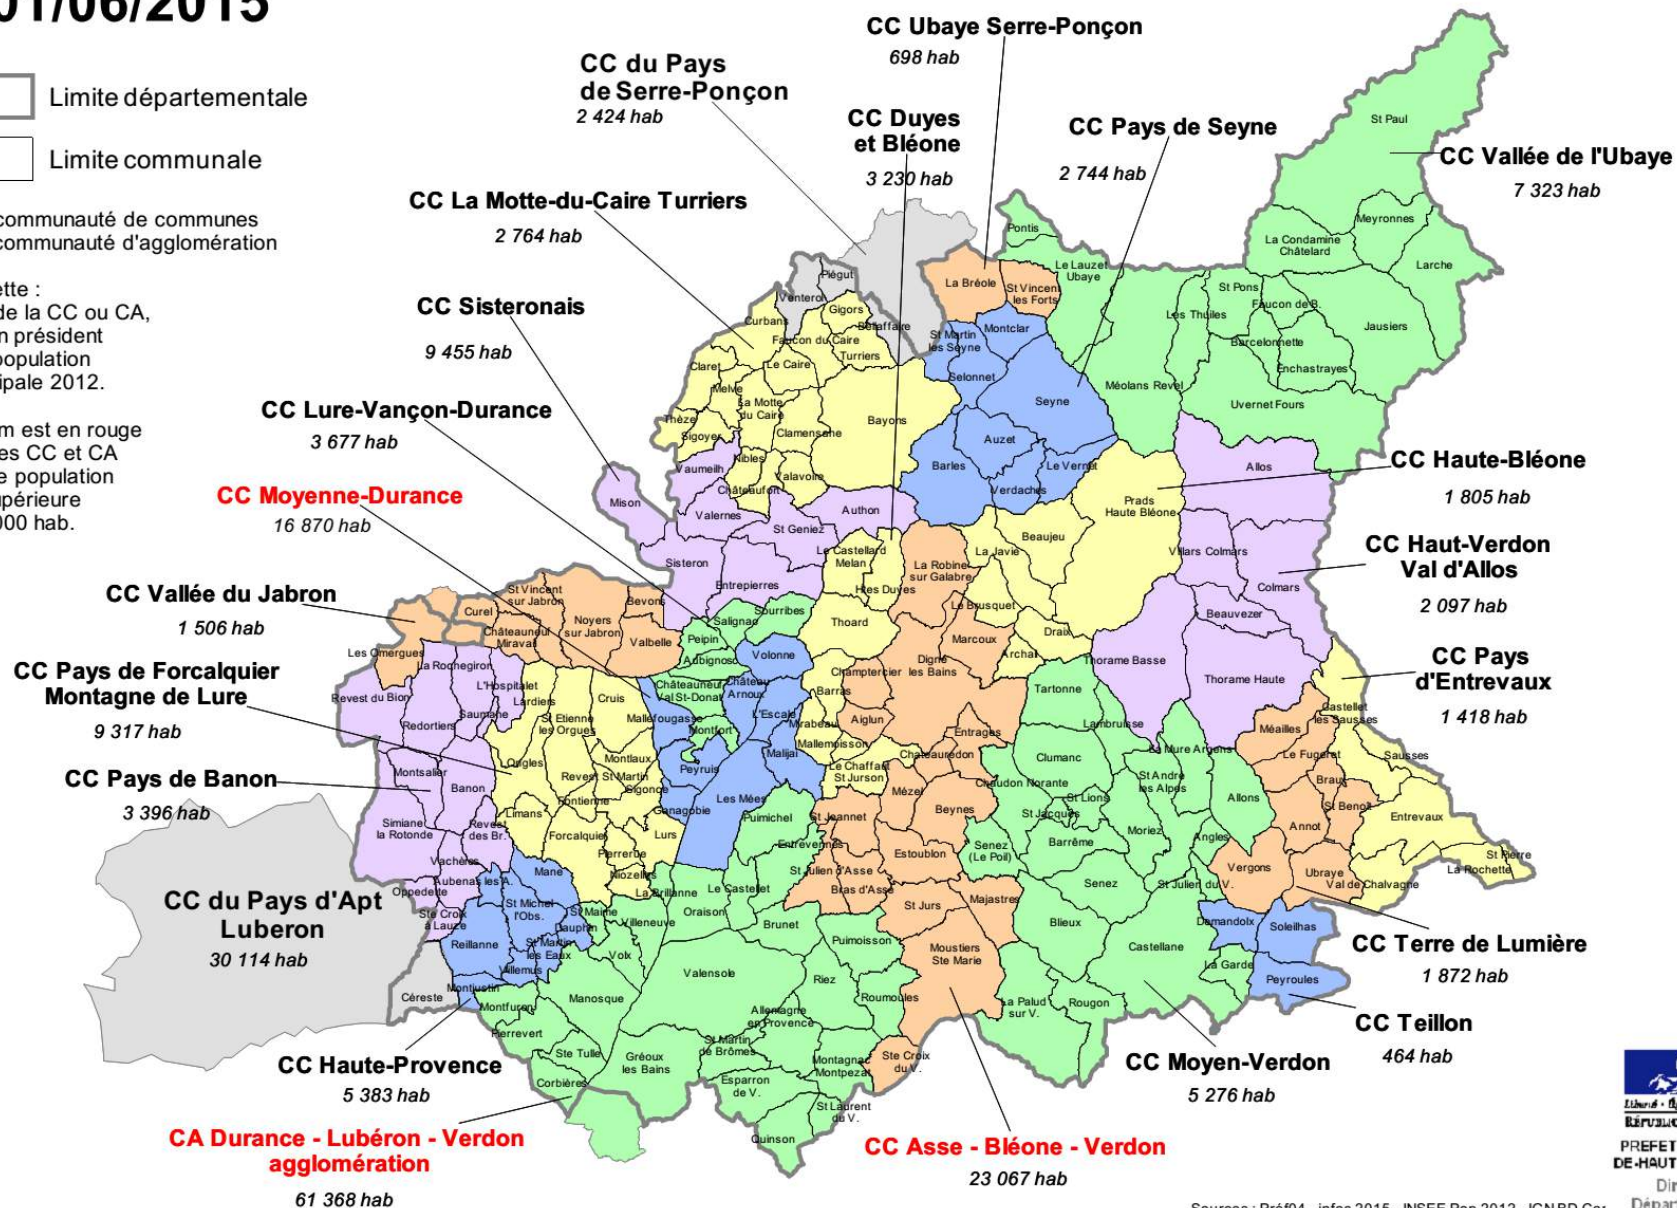 01/06/2015
Limite départementale
Limite communale
communauté de communes
communauté d'agglomération
de la CC ou CA,
président
population
2012.
est en rouge
es CC et CA
population
hab.
CC Ubaye Serre-Ponçon
698 hab
CC du Pays
de Serre-Ponçon
2 424 hab
CC Duyes
et Bléone
3 230 hab
CC Pays de Seyne
2 744 hab
CC Vallée de l'Ubaye
7 323 hab
CC La Motte-du-Caire Turriers
2 764 hab
CC Sisteronais
9 455 hab
CC Lure-Vançon-Durance
3 677 hab
CC Moyenne-Durance
16 870 hab
CC Vallée du Jabron
1 506 hab
CC Pays de Forcalquier
Montagne de Lure
9 317 hab
CC Pays de Banon
3 396 hab
CC du Pays d'Apt
Luberon
30 114 hab
CC Haute-Provence
5 383 hab
CA Durance - Lubéron - Verdon
agglomération
61 368 hab
CC Asse - Bléone - Verdon
23 067 hab
CC Moyen-Verdon
5 276 hab
CC Teillon
464 hab
CC Terre de Lumière
1 872 hab
CC Pays
d'Entrevaux
1 418 hab
CC Haut-Verdon
Val d'Allos
2 097 hab
CC Haute-Bléone
1 805 hab
St Paul
Meyronnes
La Condamine
Châtelard
Larche
Pontis
Le Lauzet
Ubaye
St Pons
Faucon de B.
Les Thuiles
Jausiers
Barcelonnette
Enchastrayes
Méolans Revel
Uvernet Fours
La Bréole
St Vincent
les Forts
St Martin
les Seyne
Montclar
Selonnet
Seyne
Auzet
Barles
Le Vernet
Verdaches
Piégut
Venterol
Gigors
Curbans
Bellaffaire
Faucon du Caire
Turriers
Claret
Le Caire
Melve
La Motte
du Caire
Bayons
Thèze
Sigoyer
Clamensane
Nibles
Vaumeilh
Valavoire
Châteaufort
Mison
Valernes
Authon
St Geniez
Sisteron
Entrepierres
Allos
Villars Colmars
Colmars
Beauvezer
Thorame Basse
Thorame Haute
Prads
Haute Bléone
Beaujeu
La Javie
Le Brusquet
Draix
Archail
Le Castellard
Melan
Htes Duyes
La Robine
sur Galabre
Thoard
Marcoux
Digne
les Bains
Champtercier
Barras
Aiglun
Mirabeau
Mallemoisson
Entrages
Chateauredon
Le Chaffaut
St Jurson
Mézel
Beynes
St Jeannet
Estoublon
St Julien d'Asse
Bras d'Asse
St Jurs
Majastres
Moustiers
Ste Marie
Ste Croix
du V.
Curel
St Vincent
sur Jabron
Bevons
Noyers
sur Jabron
Châteauneuf
Miravail
Valbelle
Les Omergues
Salignac
Sourribes
Peipin
Aubignosc
Volonne
Châteauneuf
Val St-Donat
Château
Arnoux
L'Escale
Mallefougasse
Montfort
Malijai
Peyruis
Ganagobie
Les Mées
La Rochegiron
Revest du Bion
L'Hospitalet
Saumane
Redortiers
Montsalier
Banon
Simiane
la Rotonde
Revest
des Br.
Vachères
Oppedette
Ste Croix
à Lauze
Lardiers
Cruis
St Etienne
les Orgues
Montlaux
Ongles
Revest St Martin
Sigonce
Fontienne
Limans
Forcalquier
Lurs
Pierrerue
Niozelles
Mane
Aubenas les A.
St Michel
l'Obs.
St Maime
Dauphin
Reillanne
St Martin
les Eaux
Villemus
Montjustin
Céreste
Puimichel
Entrevennes
La Brillanne
Le Castellet
Oraison
Villeneuve
Brunet
Volx
Puimoisson
Valensole
Riez
Manosque
Roumoules
Montfuron
Pierrevert
Allemagne
en Provence
Ste Tulle
Gréoux
les Bains
St Martin
de Brômes
Montagnac
Montpezat
Corbières
Esparron
de V.
St Laurent
du V.
Quinson
Tartonne
Lambruisse
La Mure Argens
Clumanc
Chaudon Norante
St André
les Alpes
Allons
St Lions
St Jacques
Moriez
Angles
Barrême
Senez
(Le Poil)
Senez
St Julien du V.
Blieux
Castellane
La Garde
La Palud
sur V.
Rougon
Demandolx
Soleilhas
Peyroules
Castellet
les Sausses
Méailles
Le Fugeret
Sausses
Braux
St Benoît
Annot
Entrevaux
Vergons
Ubraye
Val de Chalvagne
St Pierre
La Rochette
PREFET
DE-HAUT